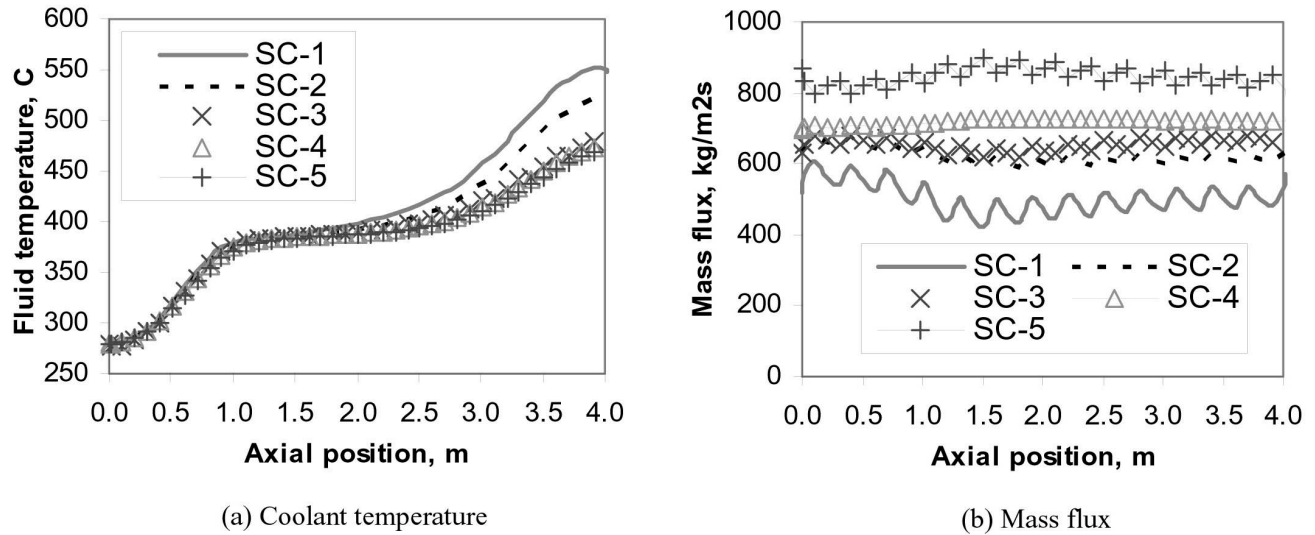 600
550
500
450
400
350
300
250
Fluid temperature, C
SC-1
SC-2
SC-3
SC-4
SC-5
0.0 0.5 1.0 1.5 2.0 2.5 3.0 3.5 4.0
Axial position, m
(a) Coolant temperature
1000
800
600
400
200
0
Mass flux, kg/m2s
SC-1 SC-2
SC-3 SC-4
SC-5
0.0 0.5 1.0 1.5 2.0 2.5 3.0 3.5 4.0
Axial position, m
(b) Mass flux